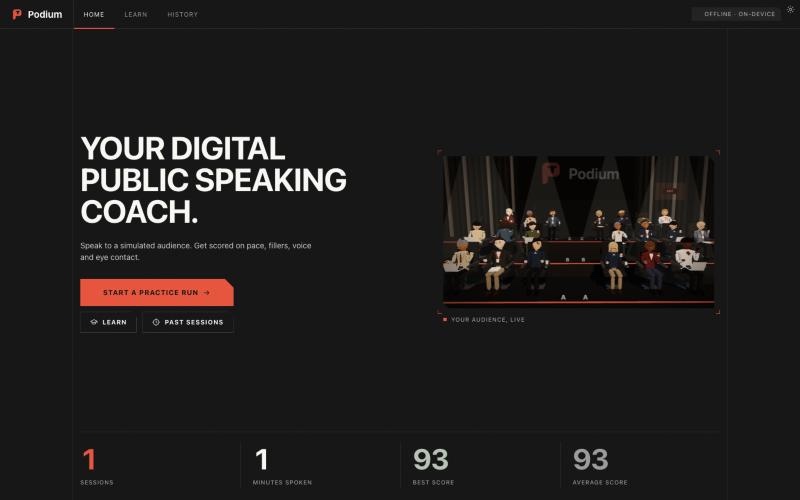 Podium
HOME
LEARN
HISTORY
OFFLINE · ON-DEVICE
YOUR DIGITAL
PUBLIC SPEAKING
COACH.
Podium
Speak to a simulated audience. Get scored on pace, fillers, voice
and eye contact.
START A PRACTICE RUN →
LEARN
PAST SESSIONS
B B
A A
YOUR AUDIENCE, LIVE
1
SESSIONS
1
MINUTES SPOKEN
93
BEST SCORE
93
AVERAGE SCORE